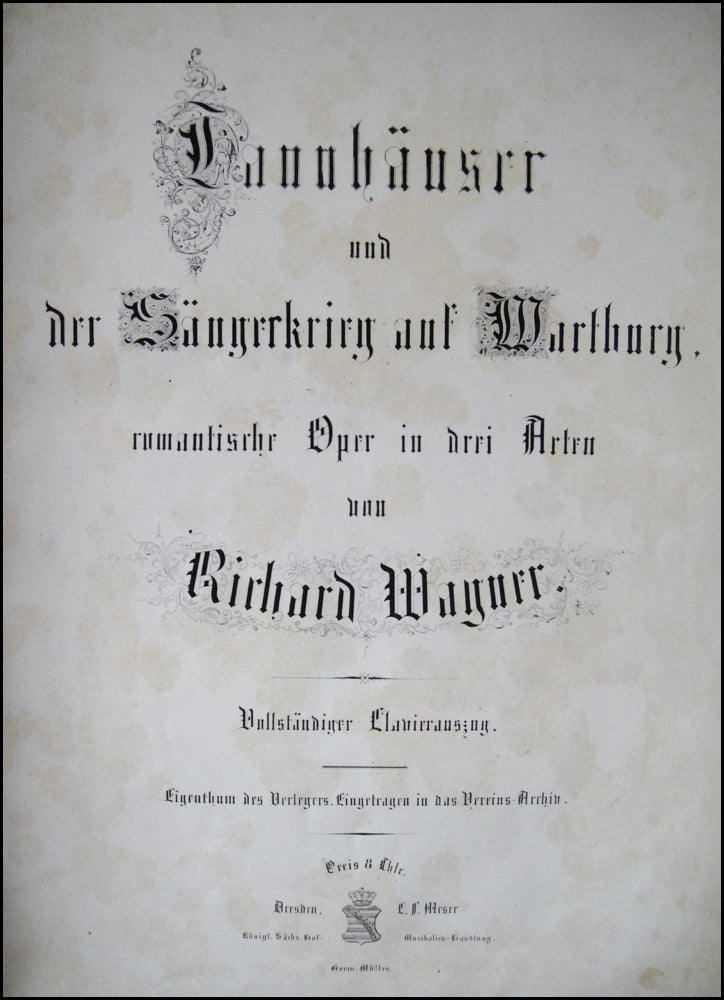 Tannhäuser
und
der Sängerkrieg auf Wartburg,
romantische Oper in drei Acten
von
Richard Wagner.
Vollständiger Clavierauszug.
Eigenthum des Verlegers. Eingetragen in das Vereins-Archiv.
Preis 8 Thlr.
Dresden, C. F. Meser
Königl. Sächs. Hof- Musikalien-Handlung.
Herm. Müller.